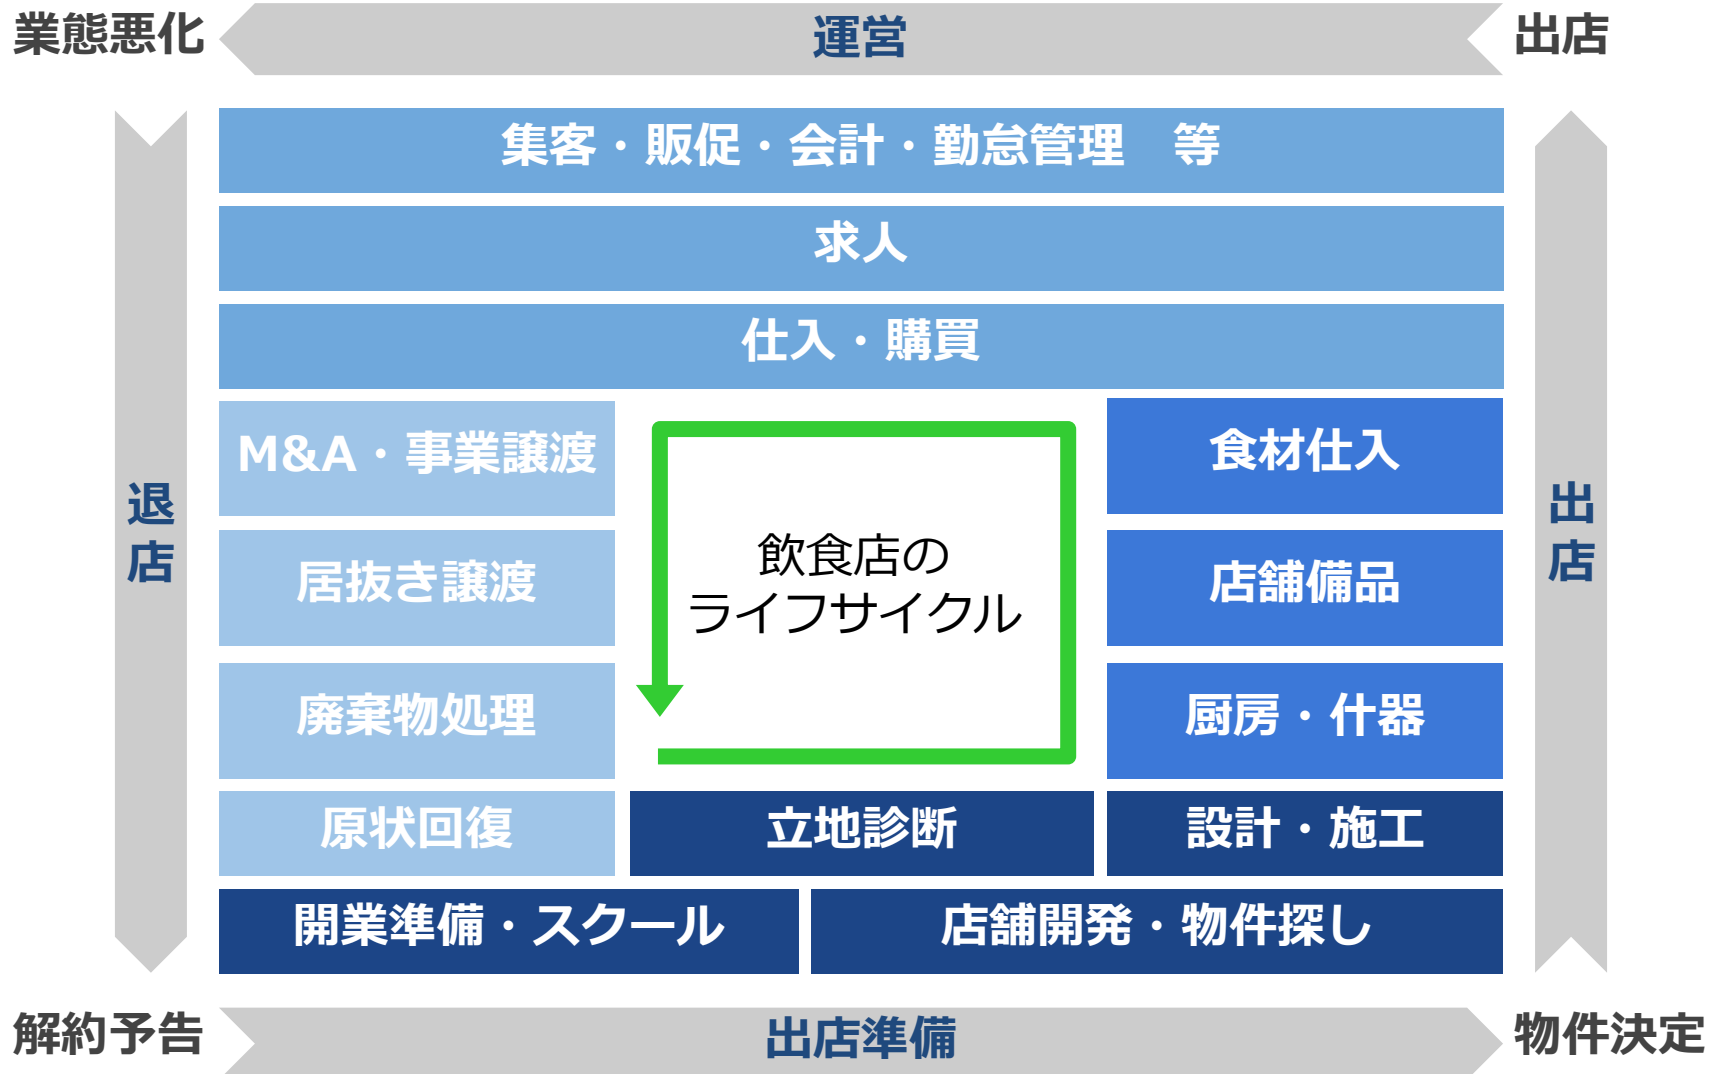 業態悪化
運営
出店
集客・販促・会計・勤怠管理　等
求人
仕入・購買
M&A・事業譲渡
食材仕入
退店
飲食店の
ライフサイクル
出店
居抜き譲渡
店舗備品
廃棄物処理
厨房・什器
原状回復
立地診断
設計・施工
開業準備・スクール
店舗開発・物件探し
解約予告
出店準備
物件決定